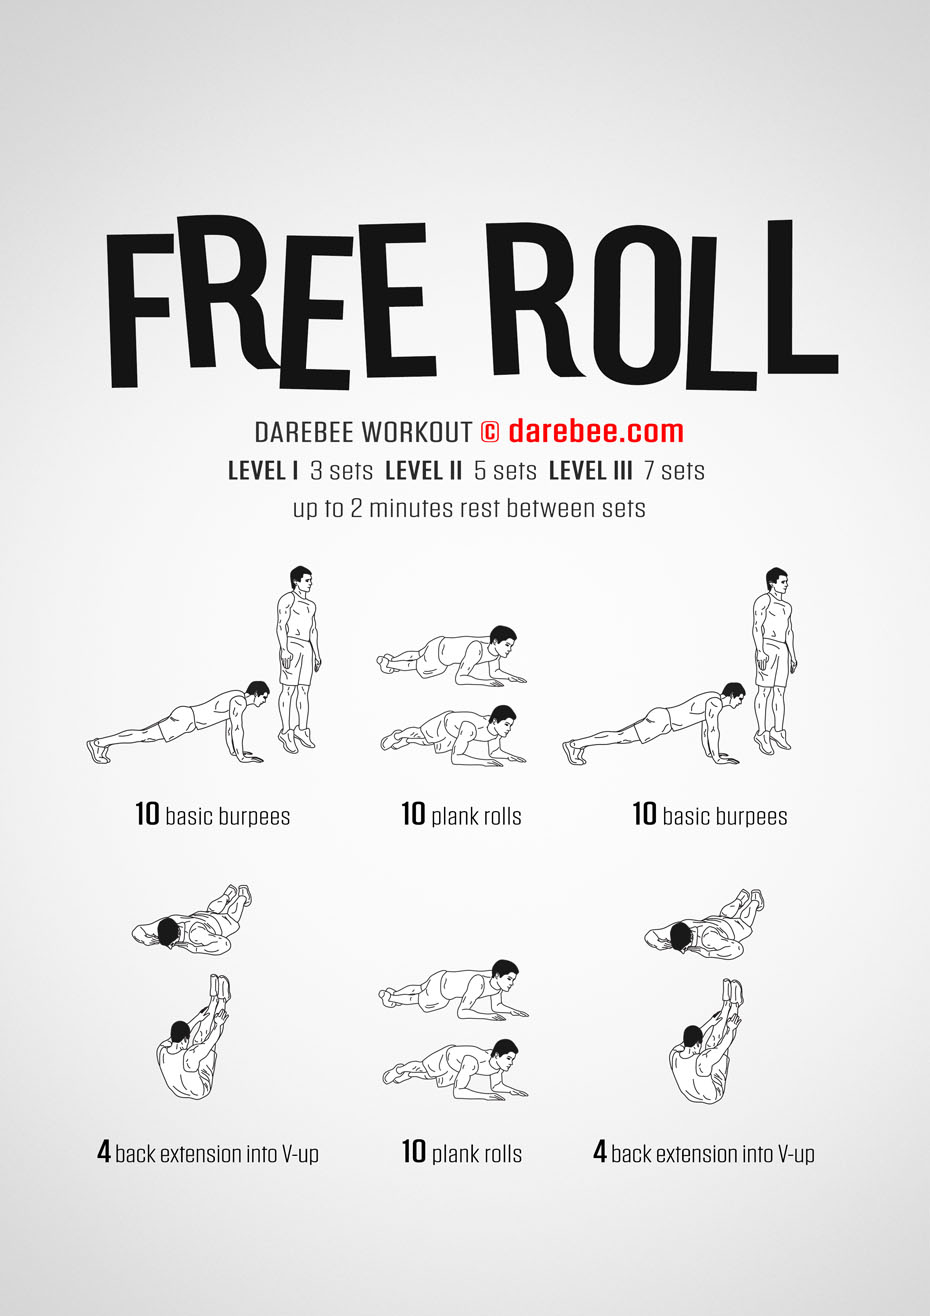 FREE ROLL
DAREBEE WORKOUT © darebee.com
LEVEL I 3 sets LEVEL II 5 sets LEVEL III 7 sets
up to 2 minutes rest between sets
10 basic burpees
10 plank rolls
10 basic burpees
4 back extension into V-up
10 plank rolls
4 back extension into V-up